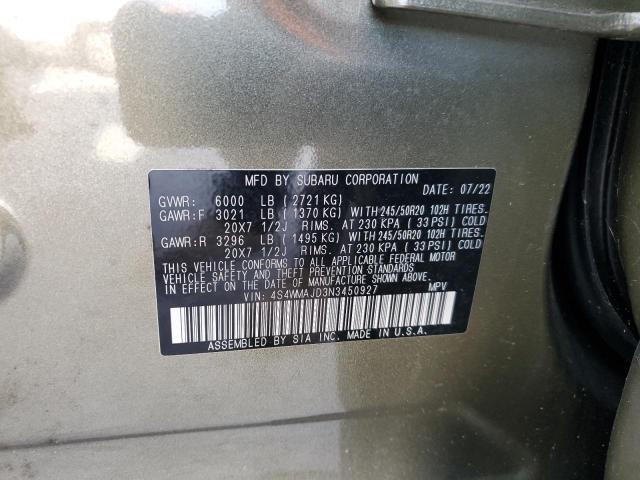 MFD BY SUBARU CORPORATION
DATE: 07/22
GVWR: 6000 LB (2721 KG)
GAWR:F 3021 LB (1370 KG) WITH 245/50R20 102H TIRES.
20X7 1/2J RIMS. AT 230 KPA (33 PSI) COLD
GAWR:R 3296 LB (1495 KG) WITH 245/50R20 102H TIRES.
20X7 1/2J RIMS. AT 230 KPA (33 PSI) COLD
THIS VEHICLE CONFORMS TO ALL APPLICABLE FEDERAL MOTOR
VEHICLE SAFETY AND THEFT PREVENTION STANDARDS
IN EFFECT ON THE DATE OF MANUFACTURE SHOWN ABOVE.
VIN: 4S4WMAJD3N3450927 MPV
ASSEMBLED BY SIA INC. MADE IN U.S.A.